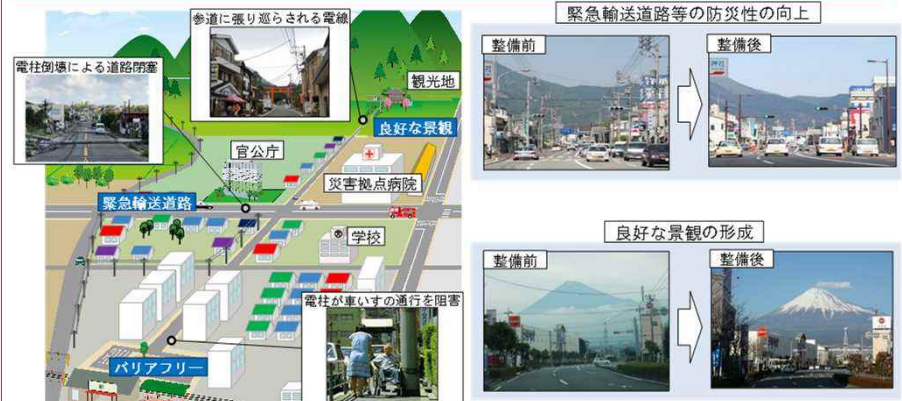 参道に張り巡らされる電線
電柱倒壊による道路閉塞
観光地
良好な景観
官公庁
災害拠点病院
緊急輸送道路
学校
電柱が車いすの通行を阻害
バリアフリー
緊急輸送道路等の防災性の向上
整備前
整備後
良好な景観の形成
整備前
整備後